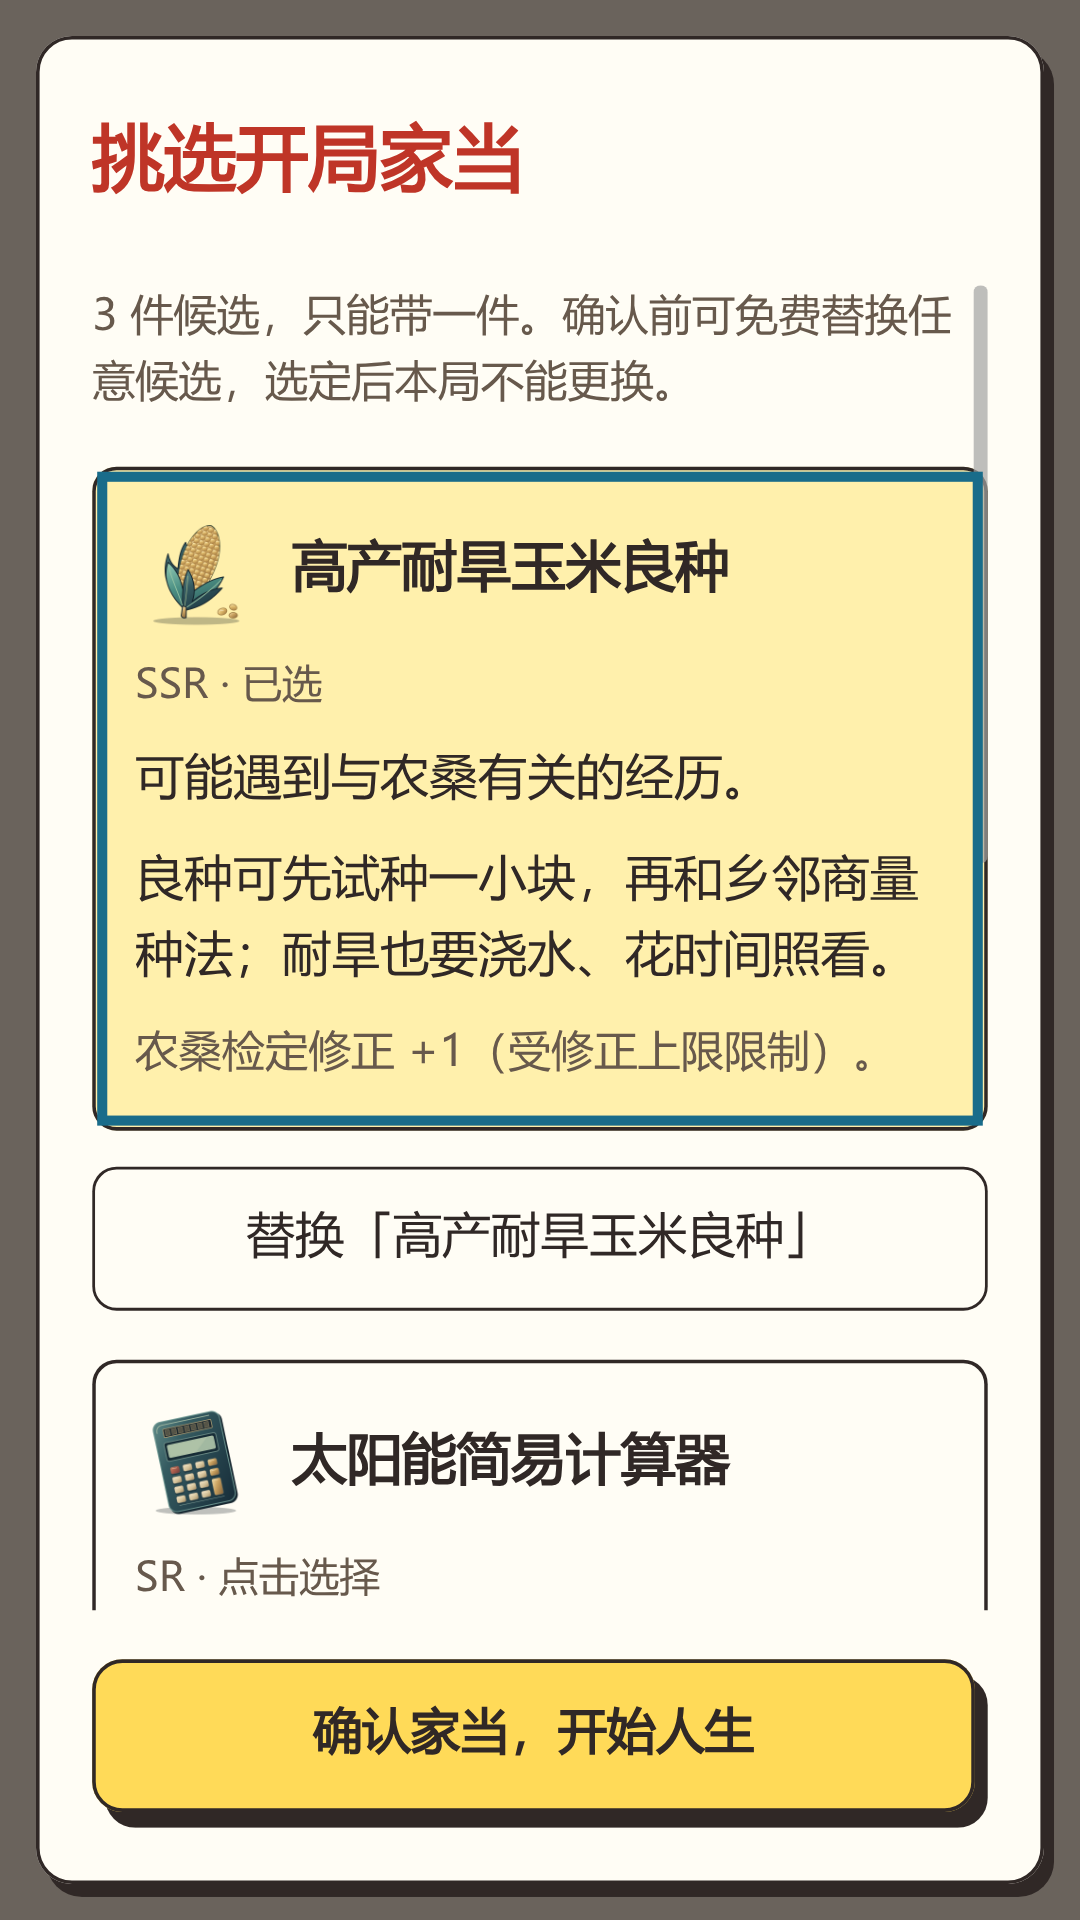 挑选开局家当
3 件候选，只能带一件。确认前可免费替换任
意候选，选定后本局不能更换。
高产耐旱玉米良种
SSR · 已选
可能遇到与农桑有关的经历。
良种可先试种一小块，再和乡邻商量
种法；耐旱也要浇水、花时间照看。
农桑检定修正 +1（受修正上限限制）。
替换「高产耐旱玉米良种」
太阳能简易计算器
SR · 点击选择
确认家当，开始人生